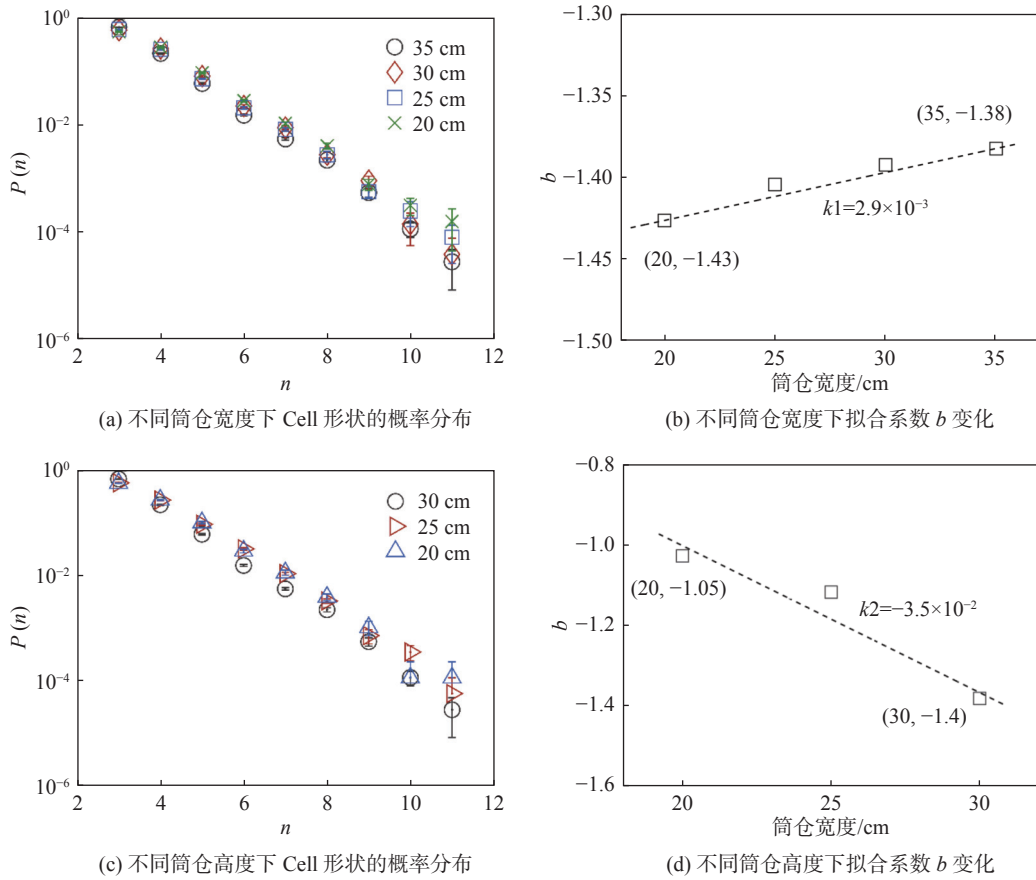 10⁰
10⁻²
10⁻⁴
10⁻⁶
P (n)
35 cm
30 cm
25 cm
20 cm
2 4 6 8 10 12
n
(a) 不同筒仓宽度下 Cell 形状的概率分布
−1.30
−1.35
−1.40
−1.45
−1.50
b
(35, −1.38)
k1=2.9×10⁻³
(20, −1.43)
20 25 30 35
筒仓宽度/cm
(b) 不同筒仓宽度下拟合系数 b 变化
10⁰
10⁻²
10⁻⁴
10⁻⁶
P (n)
30 cm
25 cm
20 cm
2 4 6 8 10 12
n
(c) 不同筒仓高度下 Cell 形状的概率分布
−0.8
−1.0
−1.2
−1.4
−1.6
b
(20, −1.05)
k2=−3.5×10⁻²
(30, −1.4)
20 25 30
筒仓宽度/cm
(d) 不同筒仓高度下拟合系数 b 变化